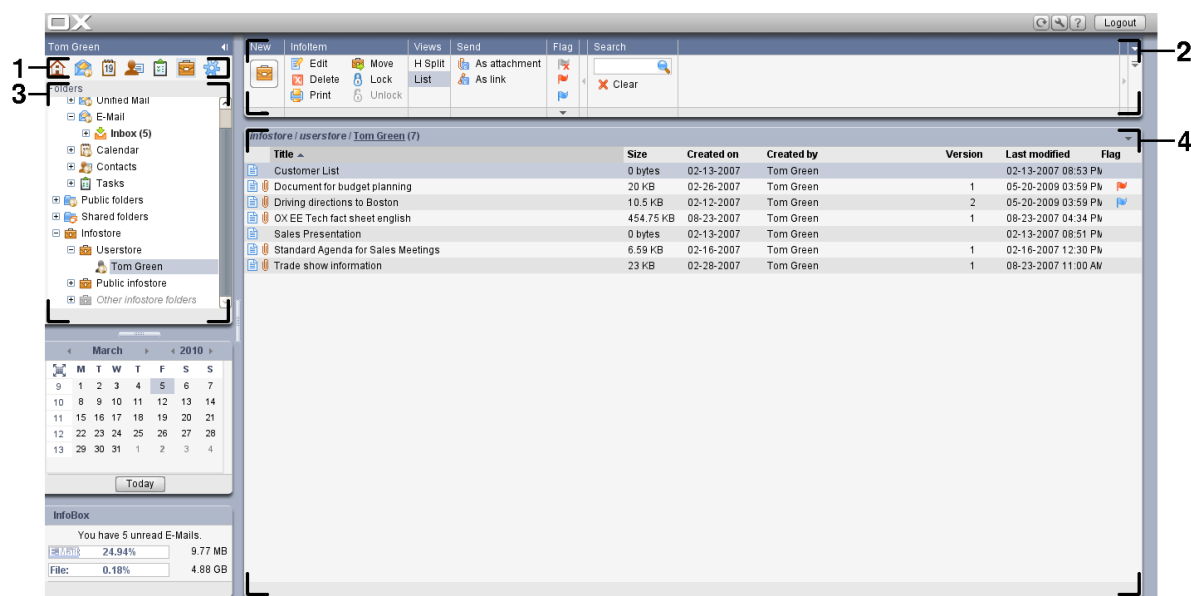 OX
? Logout
Tom Green
New InfoItem Views Send Flag Search
Edit Move H Split As attachment
Delete Lock List As link Clear
Print Unlock
1
2
3
4
19
Folders
Unified Mail
E-Mail
Inbox (5)
Calendar
Contacts
Tasks
Public folders
Shared folders
Infostore
Userstore
Tom Green
Public infostore
Other infostore folders
infostore / userstore / Tom Green (7)
Title Size Created on Created by Version Last modified Flag
Customer List 0 bytes 02-13-2007 Tom Green 02-13-2007 08:53 PM
Document for budget planning 20 KB 02-26-2007 Tom Green 1 05-20-2009 03:59 PM
Driving directions to Boston 10.5 KB 02-12-2007 Tom Green 2 05-20-2009 03:59 PM
OX EE Tech fact sheet english 454.75 KB 08-23-2007 Tom Green 1 08-23-2007 04:34 PM
Sales Presentation 0 bytes 02-13-2007 Tom Green 02-13-2007 08:51 PM
Standard Agenda for Sales Meetings 6.59 KB 02-16-2007 Tom Green 1 02-16-2007 12:30 PM
Trade show information 23 KB 02-28-2007 Tom Green 1 08-23-2007 11:00 AM
March 2010
M T W T F S S
9 1 2 3 4 5 6 7
10 8 9 10 11 12 13 14
11 15 16 17 18 19 20 21
12 22 23 24 25 26 27 28
13 29 30 31 1 2 3 4
Today
InfoBox
You have 5 unread E-Mails.
E-Mail: 24.94% 9.77 MB
File: 0.18% 4.88 GB